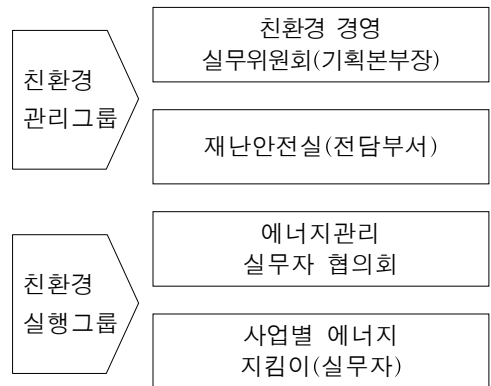 친환경
관리그룹
친환경 경영
실무위원회(기획본부장)
재난안전실(전담부서)
친환경
실행그룹
에너지관리
실무자 협의회
사업별 에너지
지킴이(실무자)